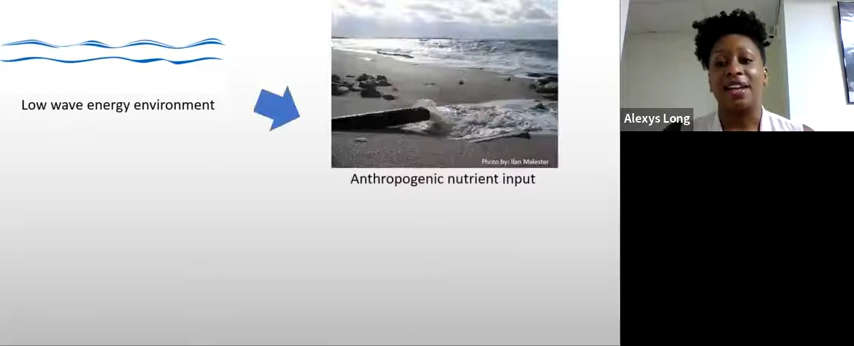 Low wave energy environment
Photo by: Ilan Malester
Anthropogenic nutrient input
Alexys Long